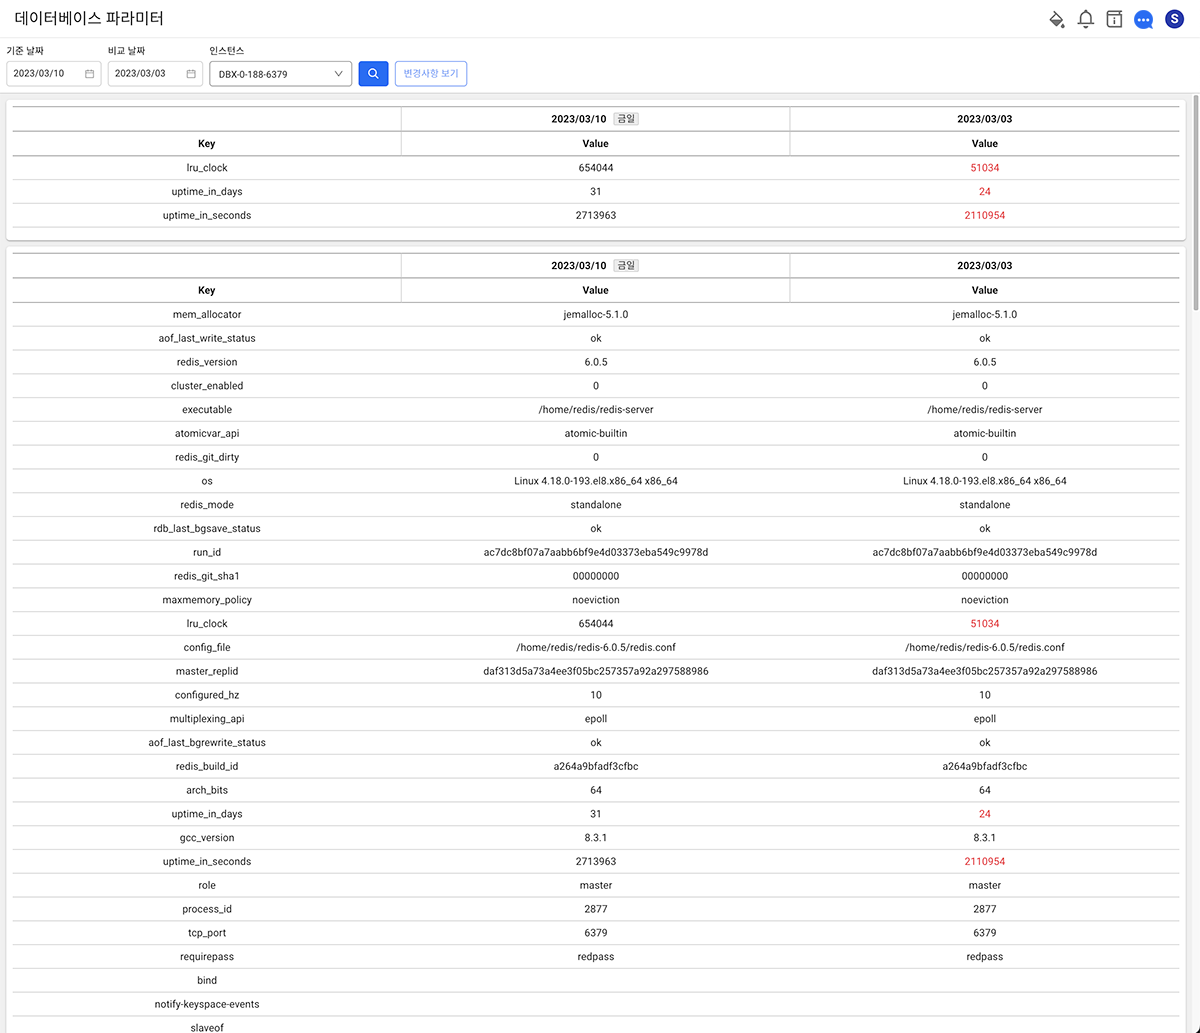 데이터베이스 파라미터
S
기준 날짜 비교 날짜 인스턴스
2023/03/10 2023/03/03 DBX-0-188-6379 변경사항 보기
2023/03/10 금일 2023/03/03
Key Value Value
lru_clock 654044 51034
uptime_in_days 31 24
uptime_in_seconds 2713963 2110954
2023/03/10 금일 2023/03/03
Key Value Value
mem_allocator jemalloc-5.1.0 jemalloc-5.1.0
aof_last_write_status ok ok
redis_version 6.0.5 6.0.5
cluster_enabled 0 0
executable /home/redis/redis-server /home/redis/redis-server
atomicvar_api atomic-builtin atomic-builtin
redis_git_dirty 0 0
os Linux 4.18.0-193.el8.x86_64 x86_64 Linux 4.18.0-193.el8.x86_64 x86_64
redis_mode standalone standalone
rdb_last_bgsave_status ok ok
run_id ac7dc8bf07a7aabb6bf9e4d03373eba549c9978d ac7dc8bf07a7aabb6bf9e4d03373eba549c9978d
redis_git_sha1 00000000 00000000
maxmemory_policy noeviction noeviction
lru_clock 654044 51034
config_file /home/redis/redis-6.0.5/redis.conf /home/redis/redis-6.0.5/redis.conf
master_replid daf313d5a73a4ee3f05bc257357a92a297588986 daf313d5a73a4ee3f05bc257357a92a297588986
configured_hz 10 10
multiplexing_api epoll epoll
aof_last_bgrewrite_status ok ok
redis_build_id a264a9bfadf3cfbc a264a9bfadf3cfbc
arch_bits 64 64
uptime_in_days 31 24
gcc_version 8.3.1 8.3.1
uptime_in_seconds 2713963 2110954
role master master
process_id 2877 2877
tcp_port 6379 6379
requirepass redpass redpass
bind
notify-keyspace-events
slaveof